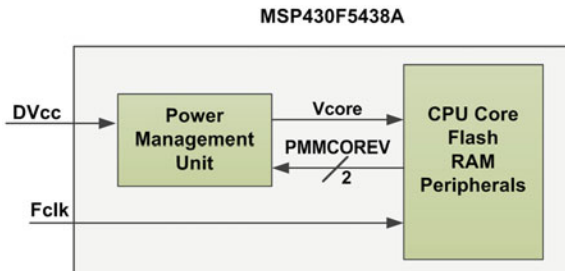 MSP430F5438A
DVcc
Power
Management
Unit
Vcore
PMMCOREV
2
CPU Core
Flash
RAM
Peripherals
Fclk